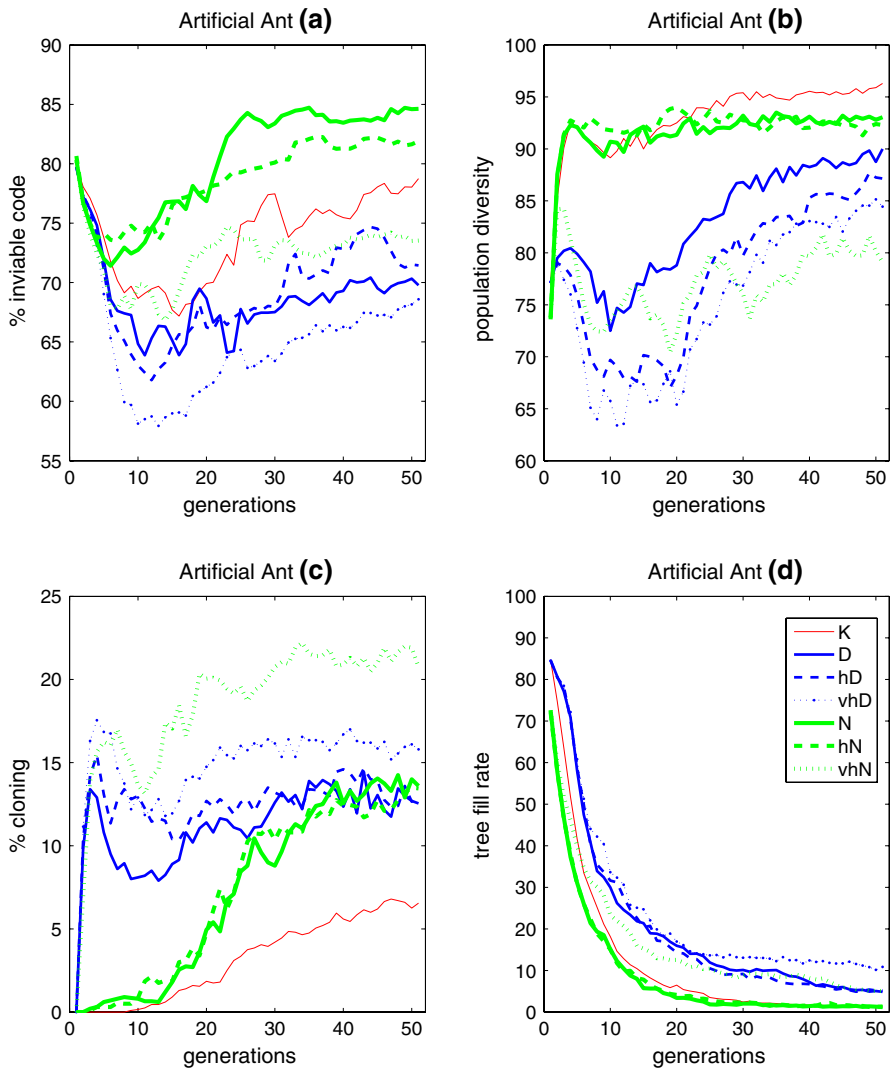 Artificial Ant (a)
% inviable code
90
85
80
75
70
65
60
55
0 10 20 30 40 50
generations
Artificial Ant (b)
population diversity
100
95
90
85
80
75
70
65
60
0 10 20 30 40 50
generations
Artificial Ant (c)
% cloning
25
20
15
10
5
0
0 10 20 30 40 50
generations
Artificial Ant (d)
tree fill rate
100
90
80
70
60
50
40
30
20
10
0
0 10 20 30 40 50
generations
K
D
hD
vhD
N
hN
vhN